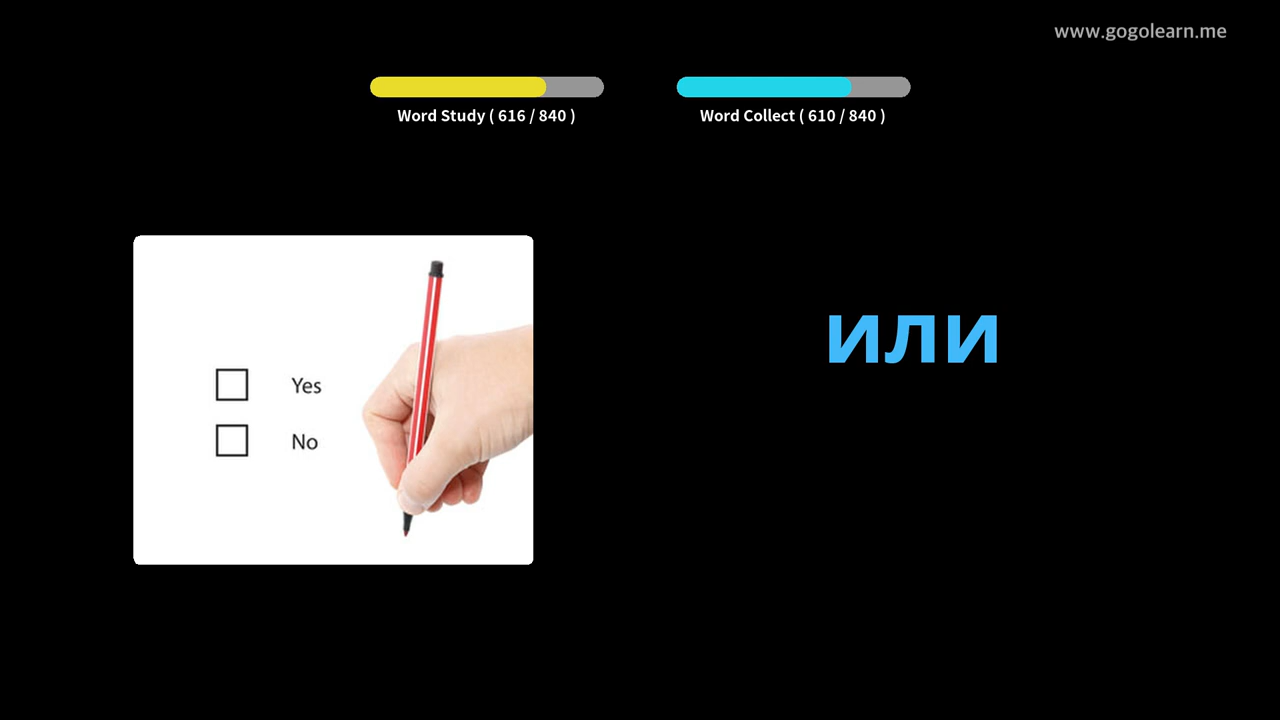 www.gogolearn.me
Word Study ( 616 / 840 )
Word Collect ( 610 / 840 )
или
Yes
No